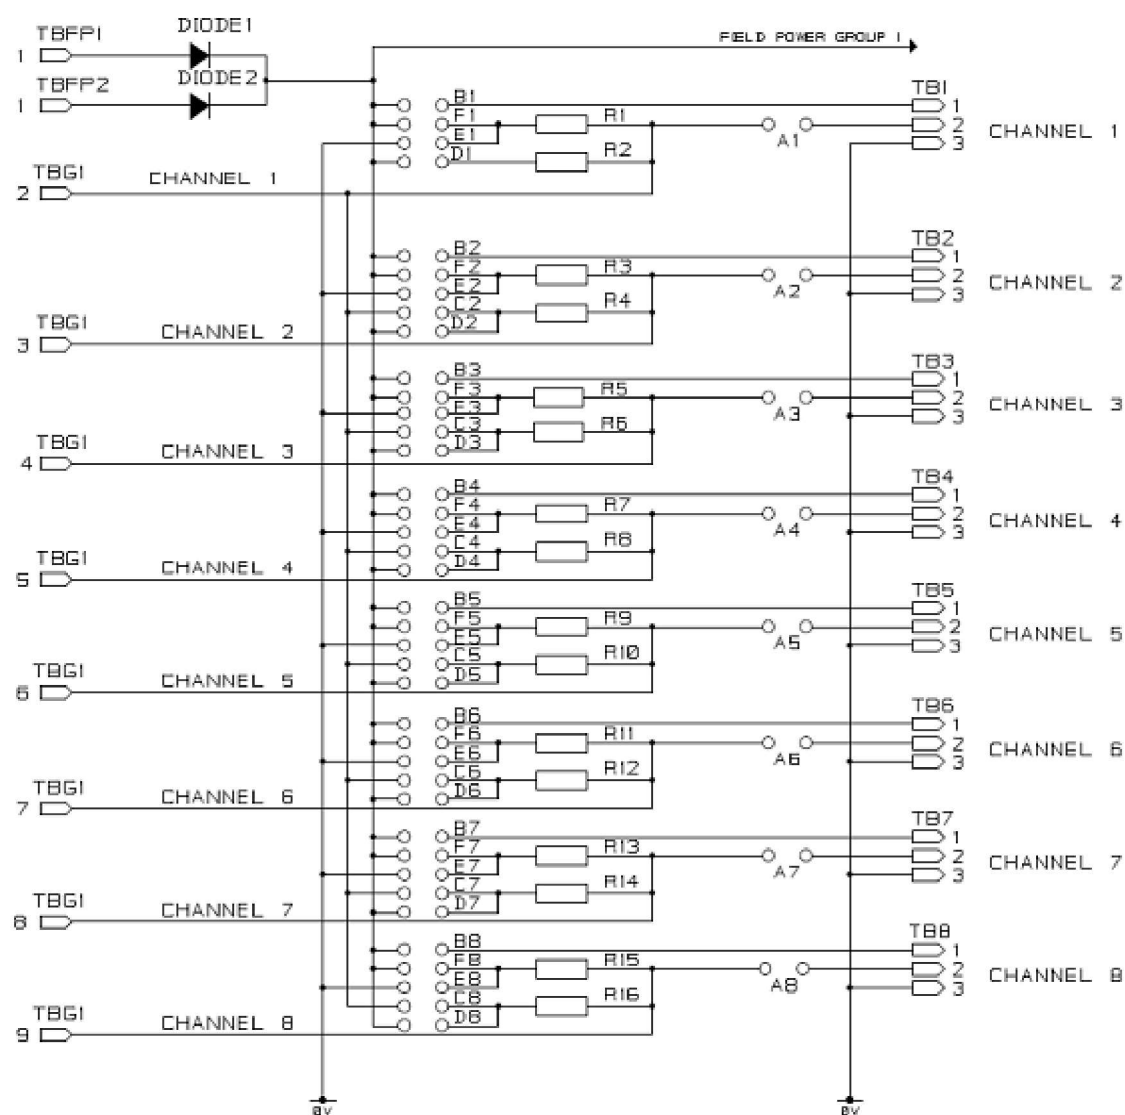 TBFP1
1
DIODE1
TBFP2
1
DIODE2
FIELD POWER GROUP 1
B1
F1
E1
D1
R1
R2
A1
TB1
1
2
3
CHANNEL 1
TBG1
2
CHANNEL 1
B2
F2
E2
C2
D2
R3
R4
A2
TB2
1
2
3
CHANNEL 2
TBG1
3
CHANNEL 2
B3
F3
E3
C3
D3
R5
R6
A3
TB3
1
2
3
CHANNEL 3
TBG1
4
CHANNEL 3
B4
F4
E4
C4
D4
R7
R8
A4
TB4
1
2
3
CHANNEL 4
TBG1
5
CHANNEL 4
B5
F5
E5
C5
D5
R9
R10
A5
TB5
1
2
3
CHANNEL 5
TBG1
6
CHANNEL 5
B6
F6
E6
C6
D6
R11
R12
A6
TB6
1
2
3
CHANNEL 6
TBG1
7
CHANNEL 6
B7
F7
E7
C7
D7
R13
R14
A7
TB7
1
2
3
CHANNEL 7
TBG1
8
CHANNEL 7
B8
F8
E8
C8
D8
R15
R16
A8
TB8
1
2
3
CHANNEL 8
TBG1
9
CHANNEL 8
0V
0V